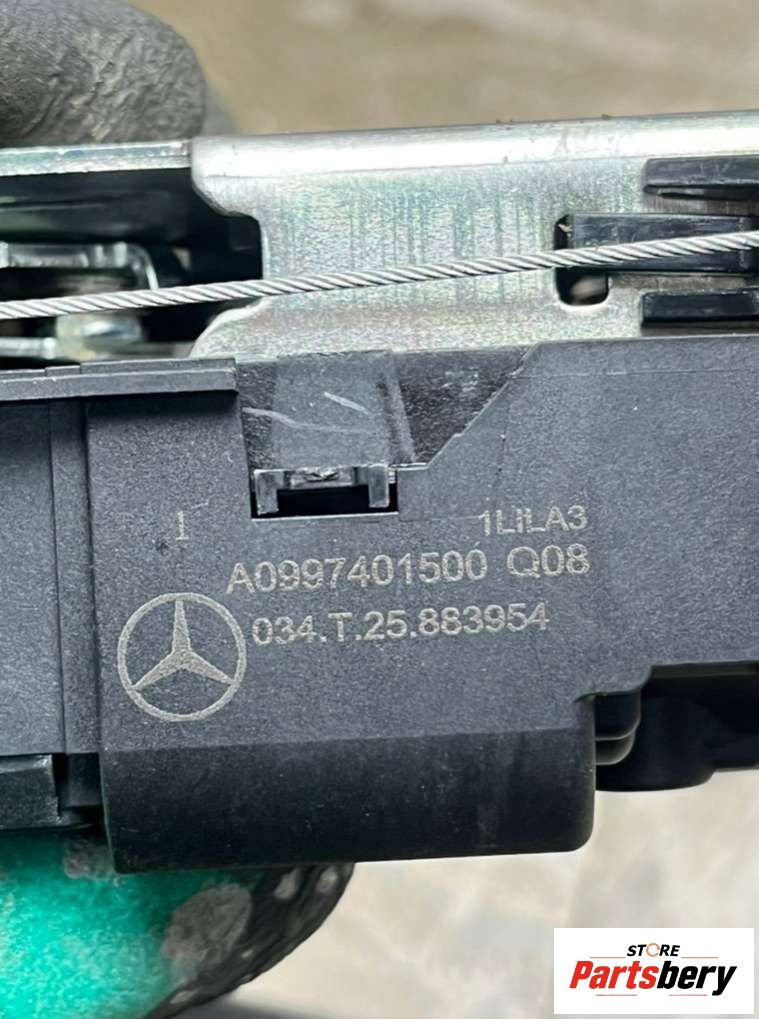 1
1LILA3
A0997401500 Q08
034.T.25.883954
STORE
Partsbery